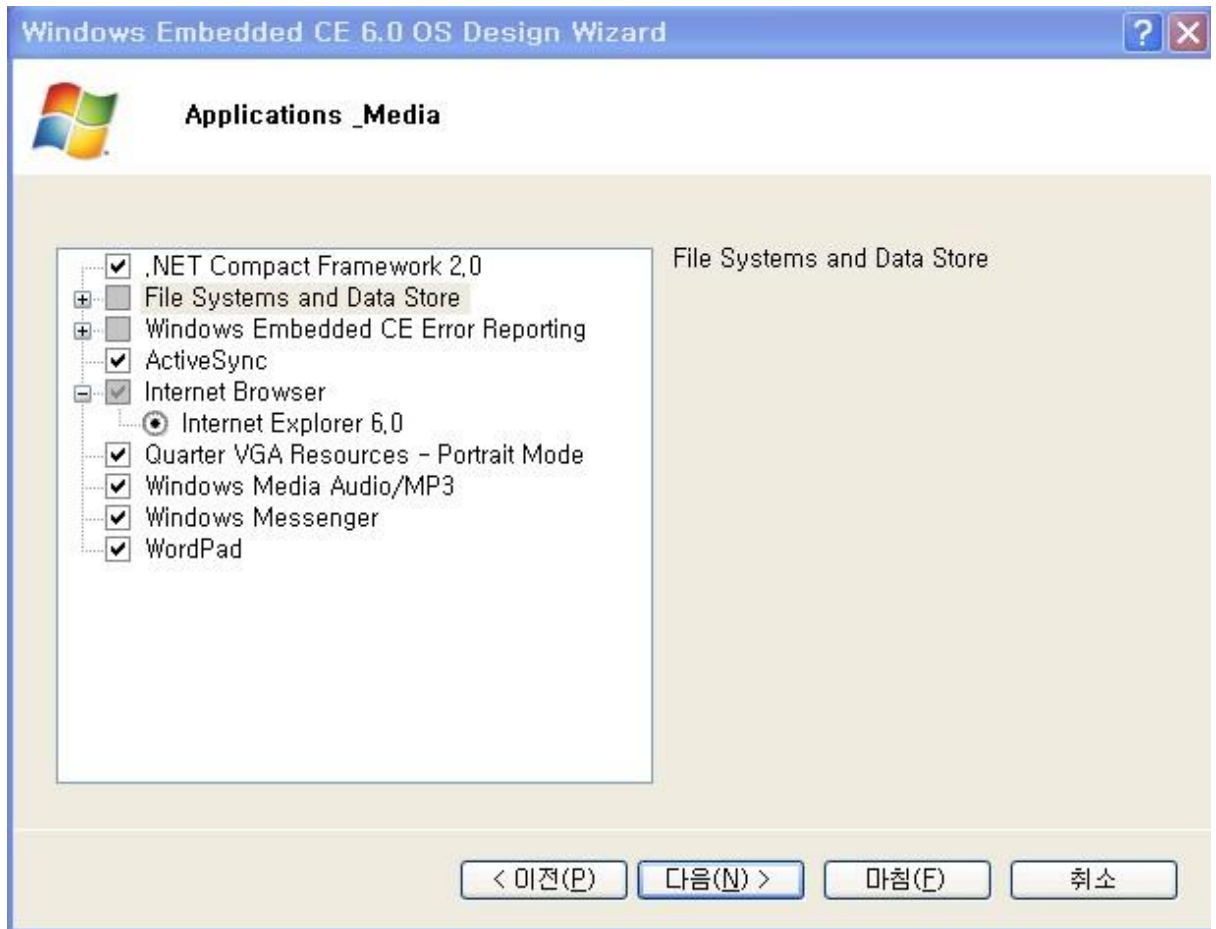 Windows Embedded CE 6.0 OS Design Wizard
Applications _Media
.NET Compact Framework 2.0
File Systems and Data Store
Windows Embedded CE Error Reporting
ActiveSync
Internet Browser
Internet Explorer 6.0
Quarter VGA Resources - Portrait Mode
Windows Media Audio/MP3
Windows Messenger
WordPad
File Systems and Data Store
< 이전(P)
다음(N) >
마침(F)
취소